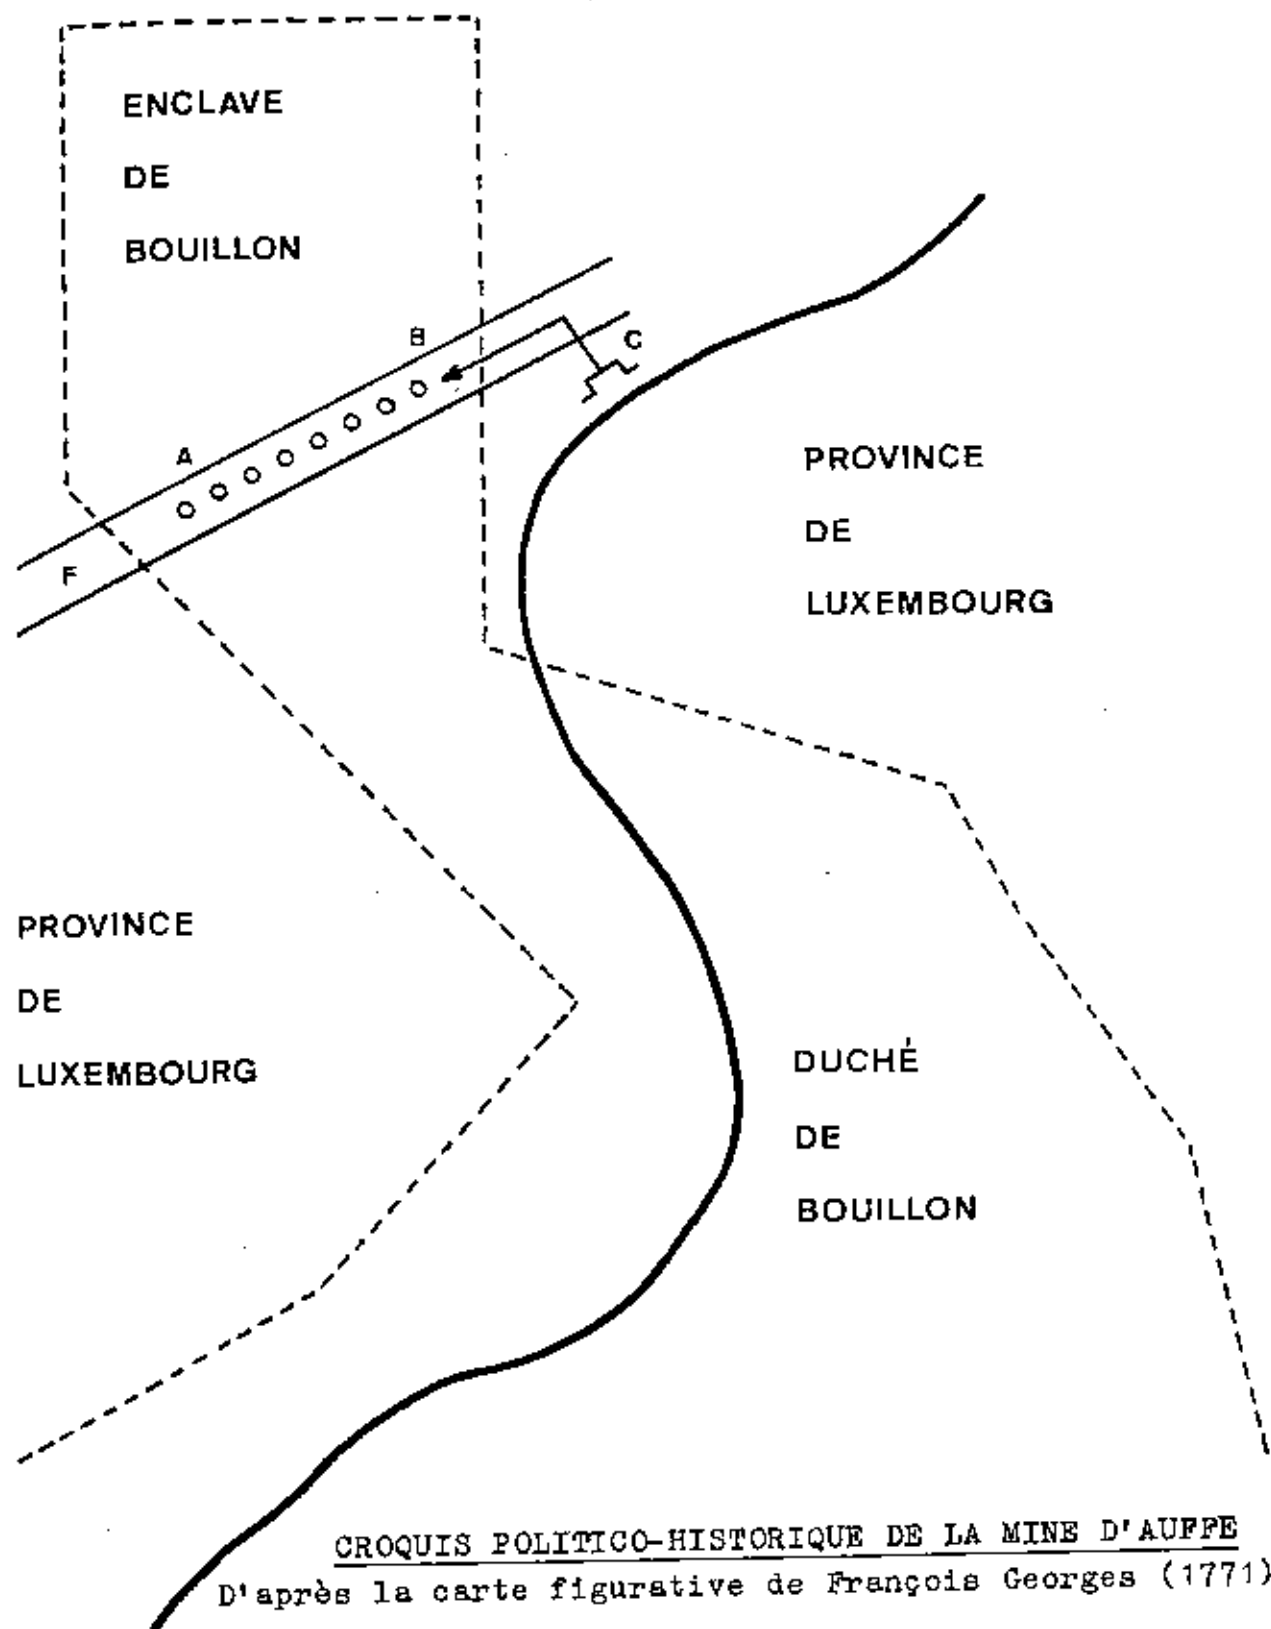 ENCLAVE
DE
BOUILLON
B
C
A
F
PROVINCE
DE
LUXEMBOURG
PROVINCE
DE
LUXEMBOURG
DUCHÉ
DE
BOUILLON
CROQUIS POLITICO-HISTORIQUE DE LA MINE D'AUFFE
D'après la carte figurative de François Georges (1771)